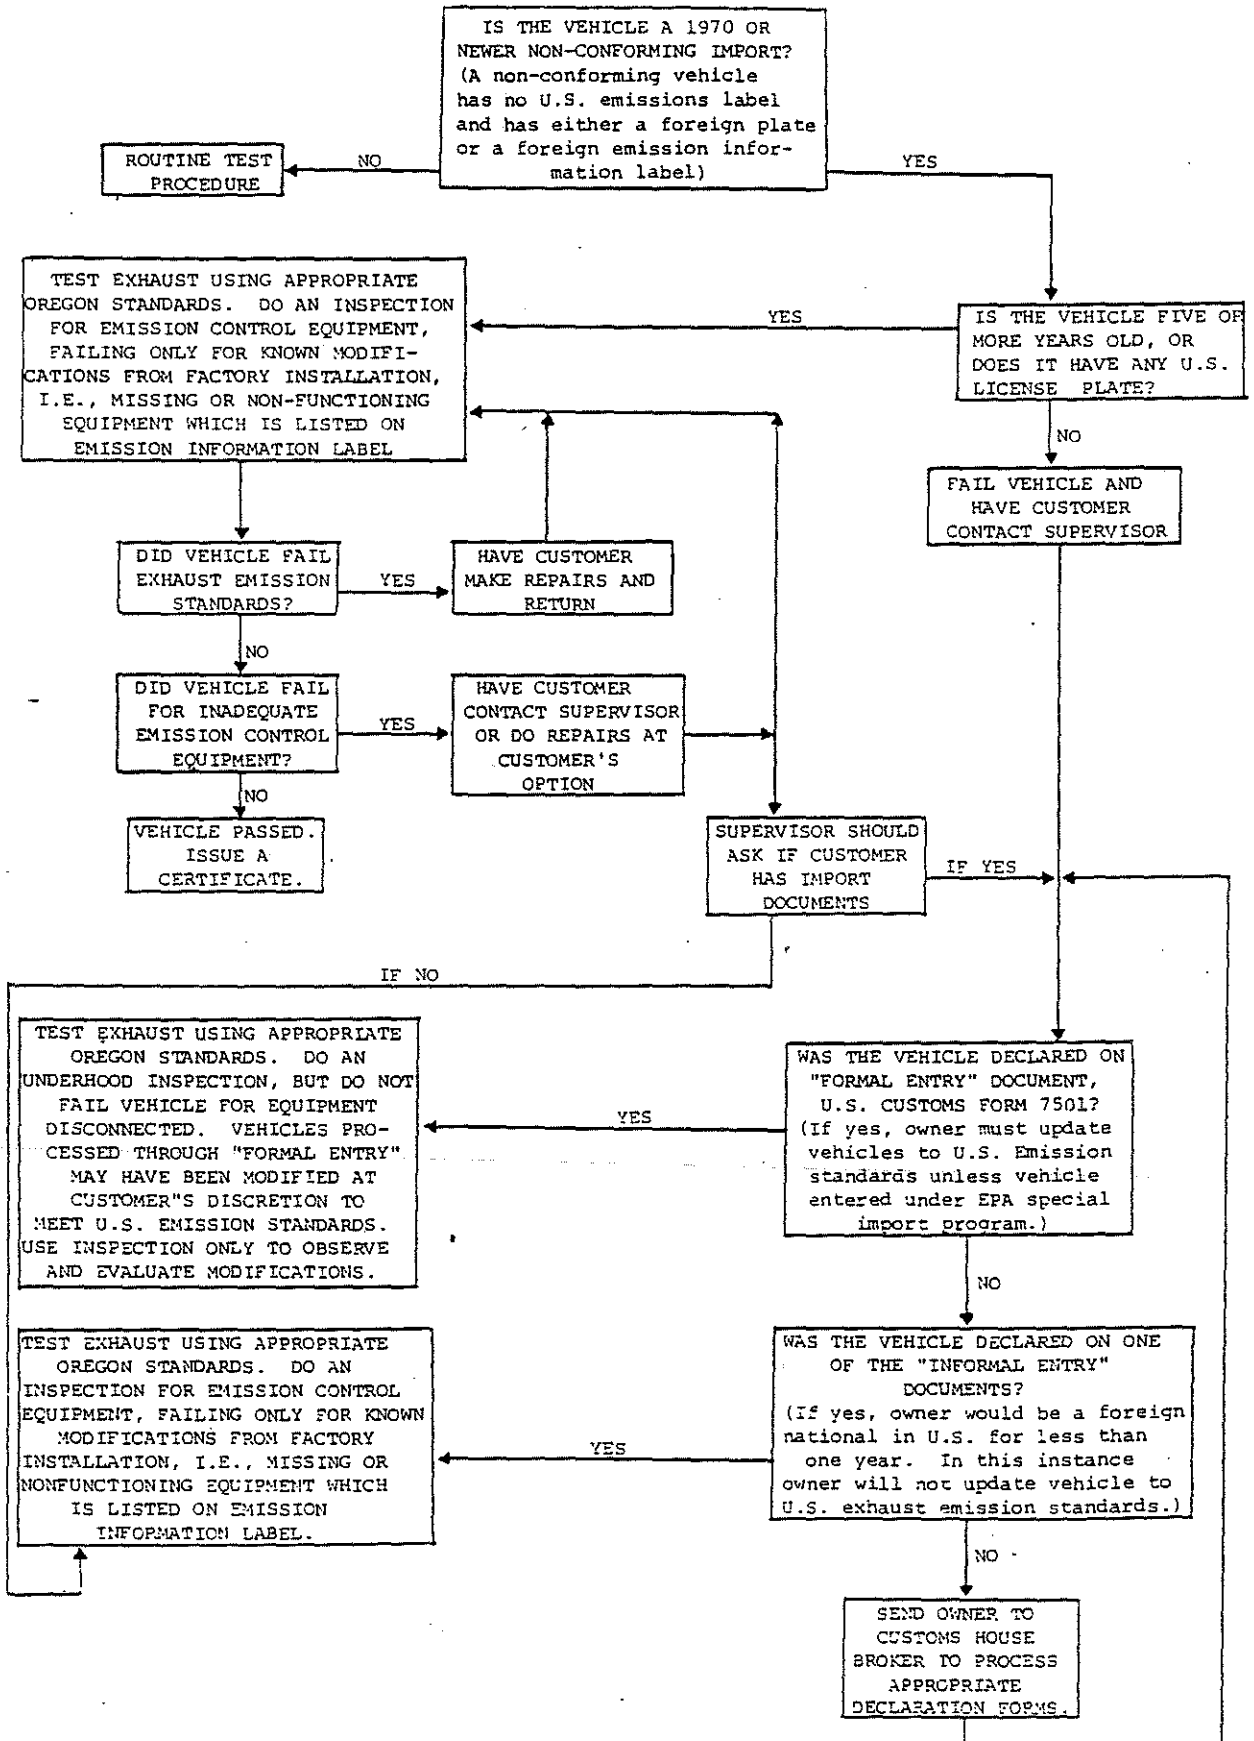 IS THE VEHICLE A 1970 OR
NEWER NON-CONFORMING IMPORT?
(A non-conforming vehicle
has no U.S. emissions label
and has either a foreign plate
or a foreign emission infor-
mation label)
NO
YES
ROUTINE TEST
PROCEDURE
TEST EXHAUST USING APPROPRIATE
OREGON STANDARDS. DO AN INSPECTION
FOR EMISSION CONTROL EQUIPMENT,
FAILING ONLY FOR KNOWN MODIFI-
CATIONS FROM FACTORY INSTALLATION,
I.E., MISSING OR NON-FUNCTIONING
EQUIPMENT WHICH IS LISTED ON
EMISSION INFORMATION LABEL
YES
IS THE VEHICLE FIVE OF
MORE YEARS OLD, OR
DOES IT HAVE ANY U.S.
LICENSE PLATE?
NO
FAIL VEHICLE AND
HAVE CUSTOMER
CONTACT SUPERVISOR
DID VEHICLE FAIL
EXHAUST EMISSION
STANDARDS?
YES
HAVE CUSTOMER
MAKE REPAIRS AND
RETURN
NO
DID VEHICLE FAIL
FOR INADEQUATE
EMISSION CONTROL
EQUIPMENT?
YES
HAVE CUSTOMER
CONTACT SUPERVISOR
OR DO REPAIRS AT
CUSTOMER'S
OPTION
NO
VEHICLE PASSED.
ISSUE A
CERTIFICATE.
SUPERVISOR SHOULD
ASK IF CUSTOMER
HAS IMPORT
DOCUMENTS
IF YES
IF NO
TEST EXHAUST USING APPROPRIATE
OREGON STANDARDS. DO AN
UNDERHOOD INSPECTION, BUT DO NOT
FAIL VEHICLE FOR EQUIPMENT
DISCONNECTED. VEHICLES PRO-
CESSED THROUGH "FORMAL ENTRY"
MAY HAVE BEEN MODIFIED AT
CUSTOMER"S DISCRETION TO
MEET U.S. EMISSION STANDARDS.
USE INSPECTION ONLY TO OBSERVE
AND EVALUATE MODIFICATIONS.
YES
WAS THE VEHICLE DECLARED ON
"FORMAL ENTRY" DOCUMENT,
U.S. CUSTOMS FORM 7501?
(If yes, owner must update
vehicles to U.S. Emission
standards unless vehicle
entered under EPA special
import program.)
NO
TEST EXHAUST USING APPROPRIATE
OREGON STANDARDS. DO AN
INSPECTION FOR EMISSION CONTROL
EQUIPMENT, FAILING ONLY FOR KNOWN
MODIFICATIONS FROM FACTORY
INSTALLATION, I.E., MISSING OR
NONFUNCTIONING EQUIPMENT WHICH
IS LISTED ON EMISSION
INFORMATION LABEL.
YES
WAS THE VEHICLE DECLARED ON ONE
OF THE "INFORMAL ENTRY"
DOCUMENTS?
(If yes, owner would be a foreign
national in U.S. for less than
one year. In this instance
owner will not update vehicle to
U.S. exhaust emission standards.)
NO
SEND OWNER TO
CUSTOMS HOUSE
BROKER TO PROCESS
APPROPRIATE
DECLARATION FORMS.